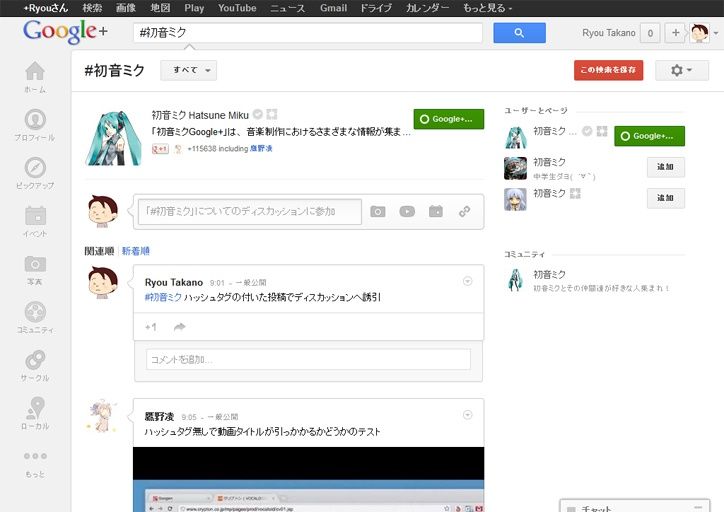 +Ryouさん 検索 画像 地図 Play YouTube ニュース Gmail ドライブ カレンダー もっと見る
Google+ #初音ミク Ryou Takano 0 +
#初音ミク すべて この検索を保存
ホーム
プロフィール
ピックアップ
イベント
写真
コミュニティ
サークル
ローカル
もっと
初音ミク Hatsune Miku Google+...
「初音ミクGoogle+」は、音楽制作におけるさまざまな情報が集ま...
+1 +115638 including 鷹野凌
「#初音ミク」についてのディスカッションに参加
関連順 新着順
Ryou Takano 9:01 - 一般公開
#初音ミク ハッシュタグの付いた投稿でディスカッションへ誘引
+1
コメントを追加...
鷹野凌 9:05 - 一般公開
ハッシュタグ無しで動画タイトルが引っかかるかどうかのテスト
www.crypton.co.jp/mp/pages/prod/vocaloid/cv01.jsp
ユーザーとページ
初音ミク ... Google+...
初音ミク 追加
中学生ダヨ(ゝ∀｀)
初音ミク 追加
コミュニティ
初音ミク
初音ミクとその仲間達が好きな人集まれ！
チャット